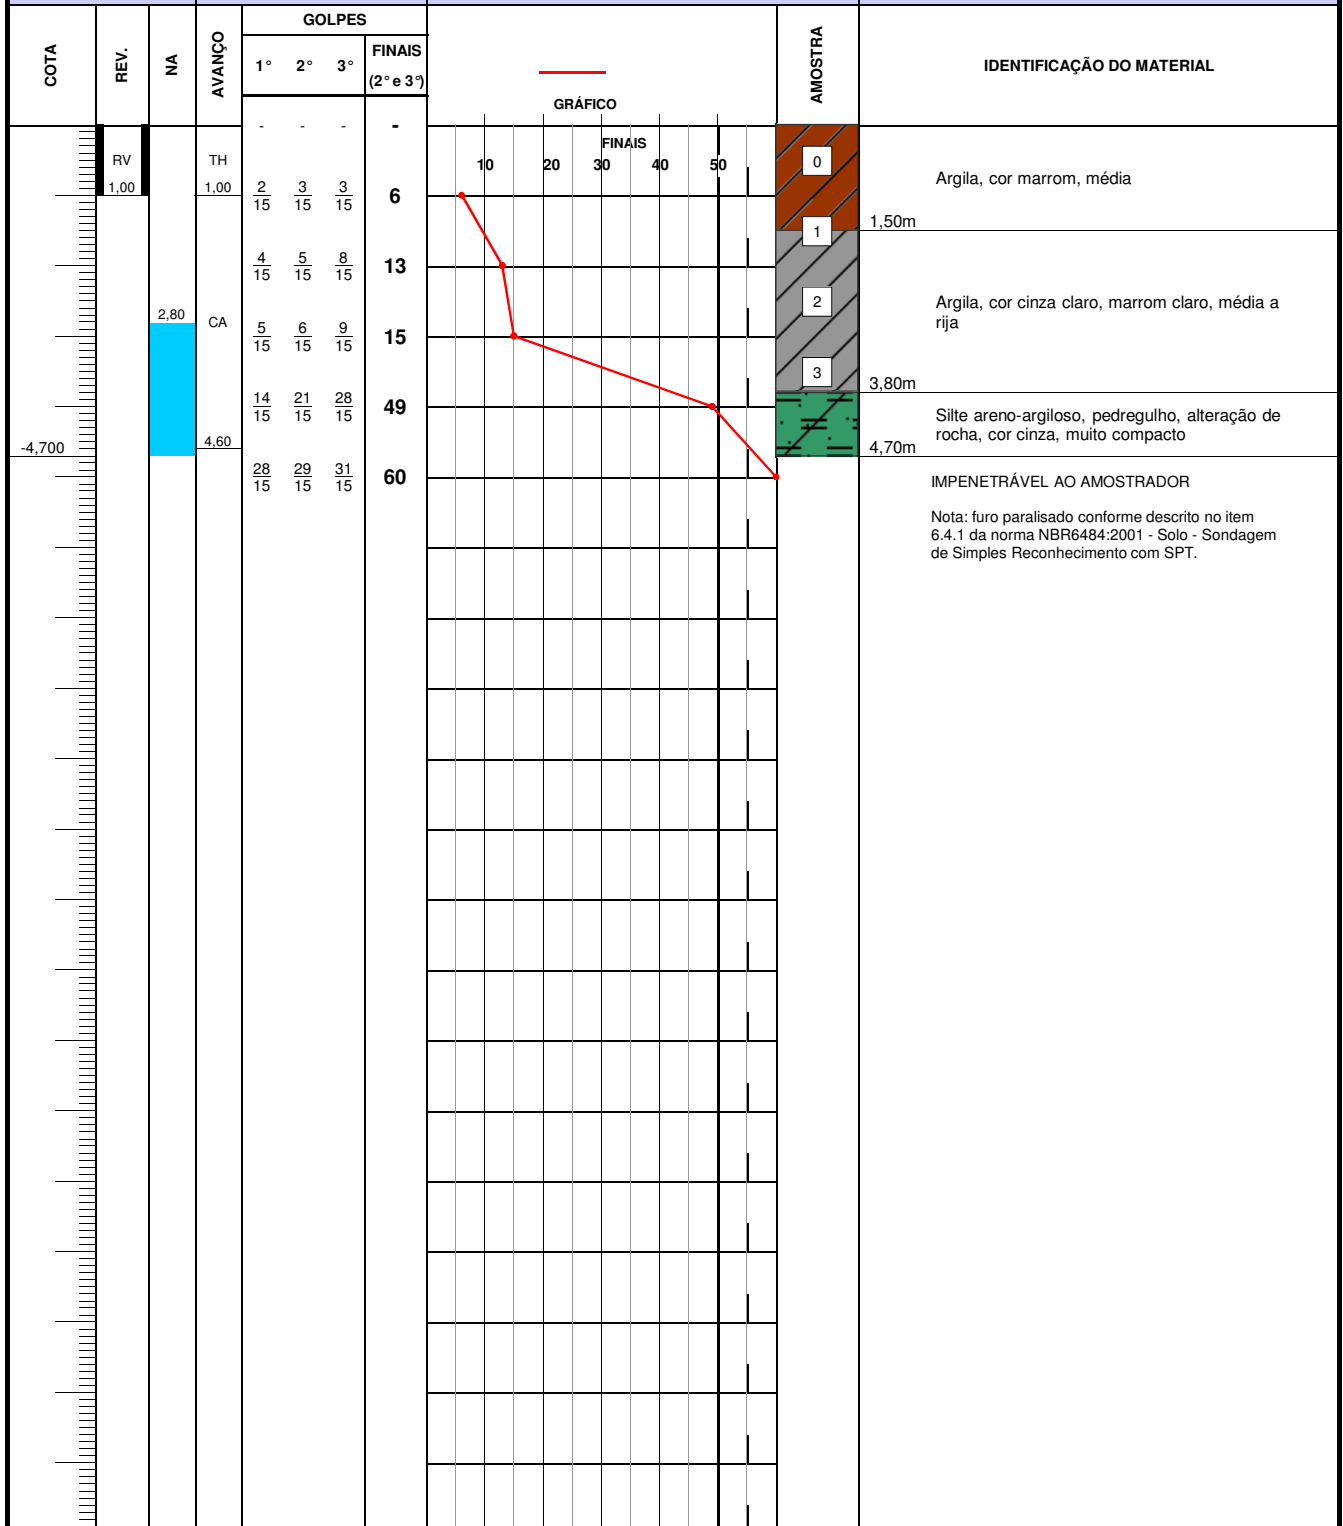 COTA
REV.
NA
AVANÇO
GOLPES
1° 2° 3°
FINAIS
(2° e 3°)
GRÁFICO
AMOSTRA
IDENTIFICAÇÃO DO MATERIAL
- - - -
FINAIS
10 20 30 40 50
RV
1,00
TH
1,00
2 3 3
15 15 15
6
0
Argila, cor marrom, média
1,50m
1
4 5 8
15 15 15
13
2,80
CA
2
Argila, cor cinza claro, marrom claro, média a
rija
5 6 9
15 15 15
15
3
3,80m
14 21 28
15 15 15
49
Silte areno-argiloso, pedregulho, alteração de
rocha, cor cinza, muito compacto
-4,700
4,60
4,70m
28 29 31
15 15 15
60
IMPENETRÁVEL AO AMOSTRADOR
Nota: furo paralisado conforme descrito no item
6.4.1 da norma NBR6484:2001 - Solo - Sondagem
de Simples Reconhecimento com SPT.